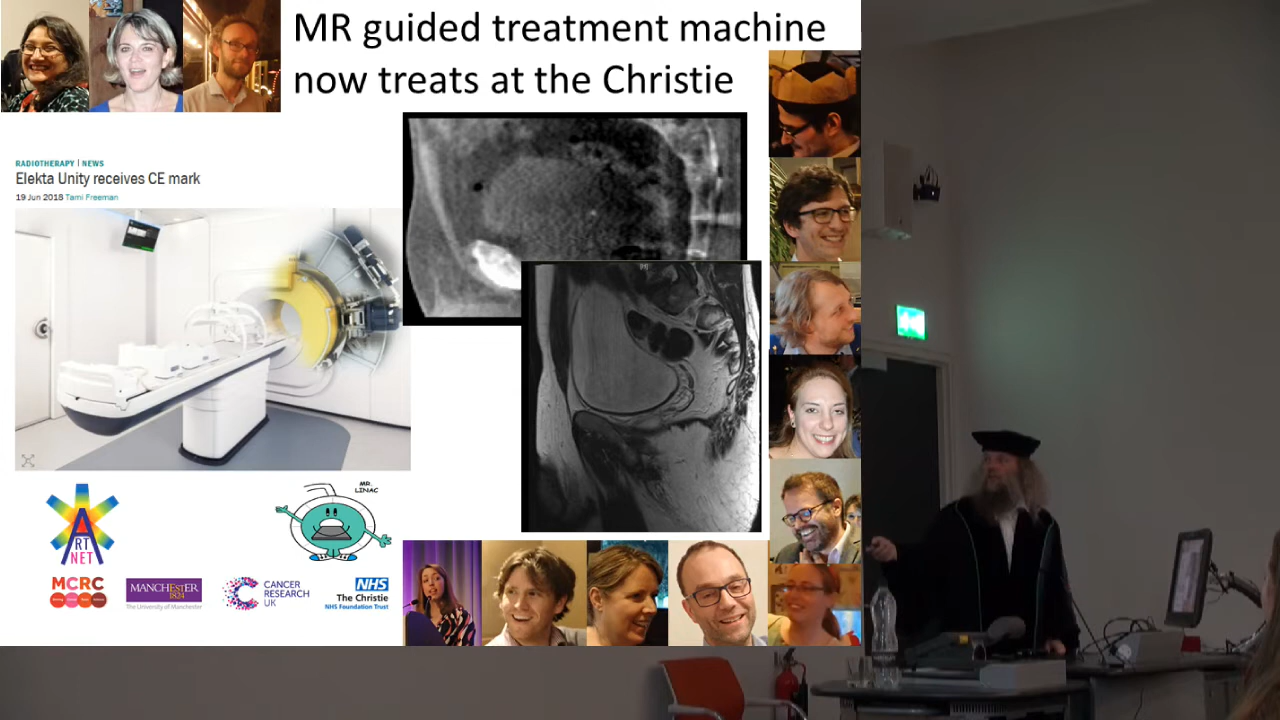 MR guided treatment machine
now treats at the Christie
RADIOTHERAPY | NEWS
Elekta Unity receives CE mark
19 Jun 2018 Tami Freeman
[H]
MR.
LINAC
ART
NET
MCRC
MANCHESTER
1824
The University of Manchester
CANCER
RESEARCH
UK
NHS
The Christie
NHS Foundation Trust